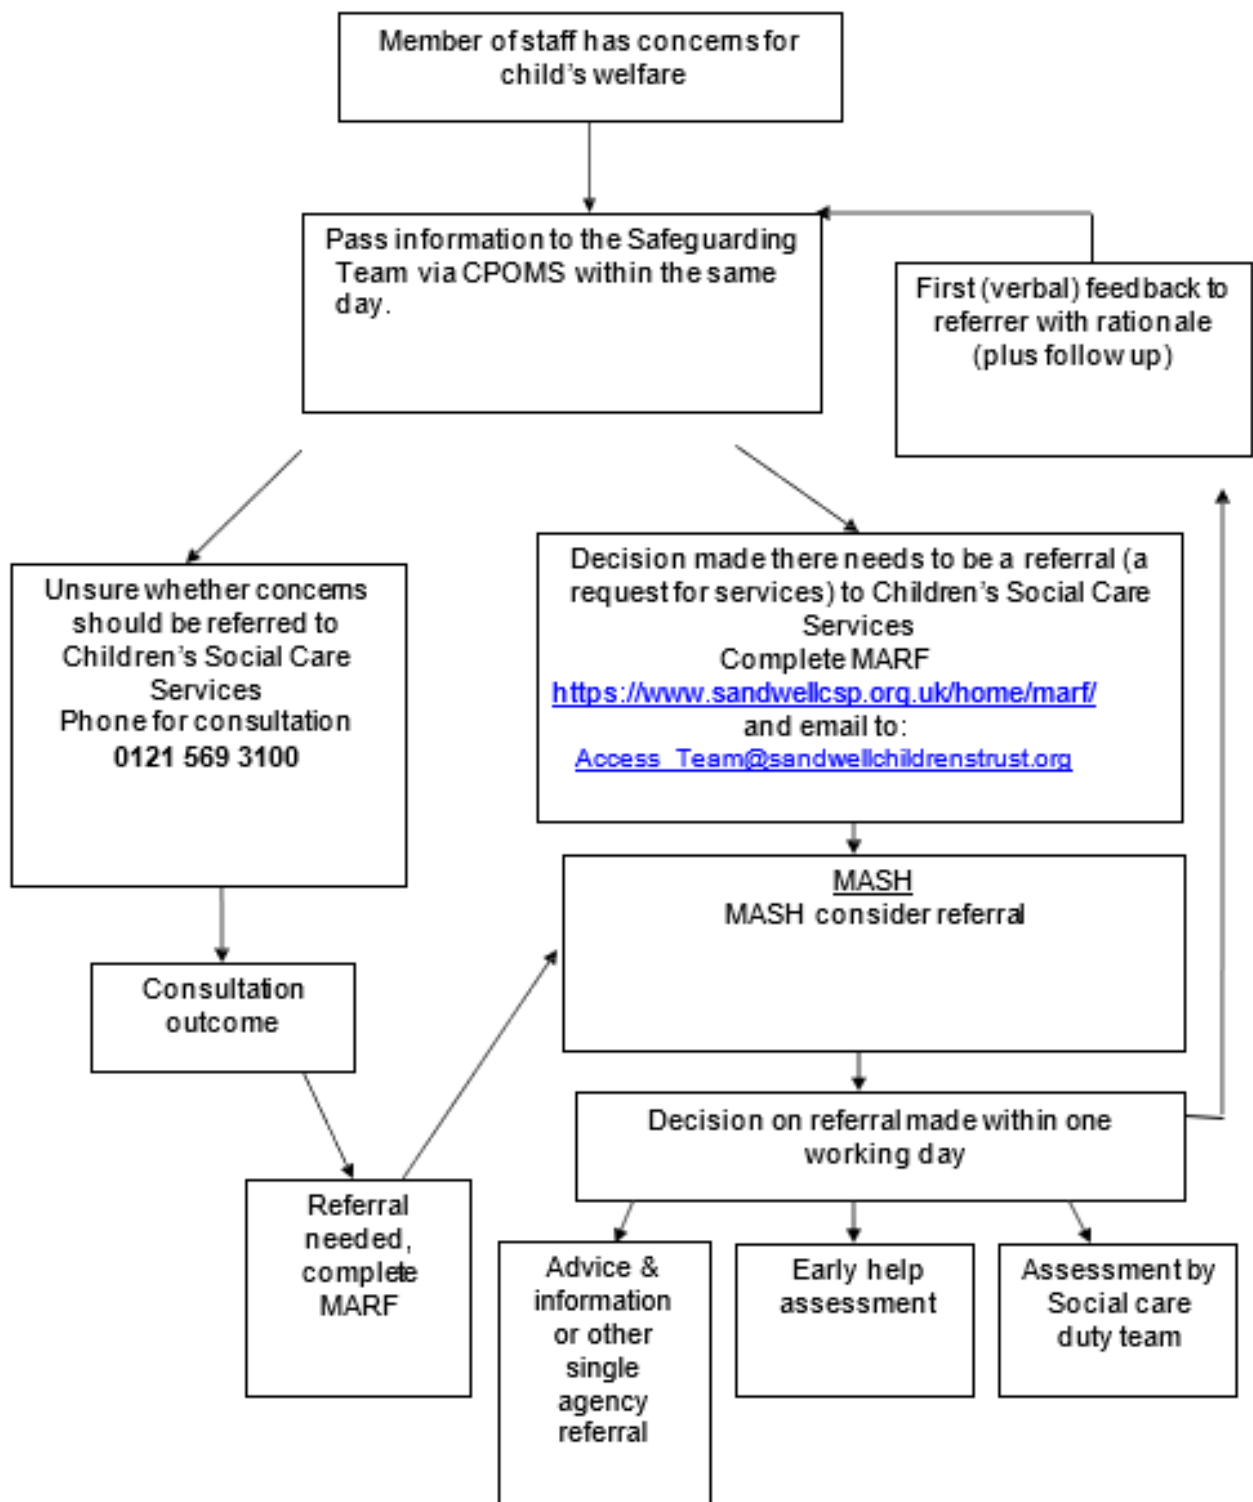 Member of staff has concerns for
child's welfare
Pass information to the Safeguarding
Team via CPOMS within the same
day.
First (verbal) feedback to
referrer with rationale
(plus follow up)
Unsure whether concerns
should be referred to
Children's Social Care
Services
Phone for consultation
0121 569 3100
Decision made there needs to be a referral (a
request for services) to Children's Social Care
Services
Complete MARF
https://www.sandwellcsp.org.uk/home/marf/
and email to:
Access_Team@sandwellchildrenstrust.org
MASH
MASH consider referral
Consultation
outcome
Decision on referral made within one
working day
Referral
needed,
complete
MARF
Advice &
information
or other
single
agency
referral
Early help
assessment
Assessment by
Social care
duty team